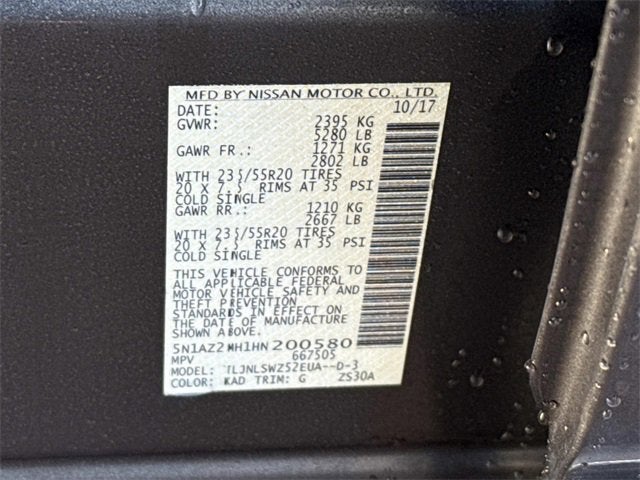 MFD BY NISSAN MOTOR CO., LTD.
DATE: 10/17
GVWR: 2395 KG
5280 LB
GAWR FR.: 1271 KG
2802 LB
WITH 235/55R20 TIRES
20 X 7.5 RIMS AT 35 PSI
COLD SINGLE
GAWR RR.: 1210 KG
2667 LB
WITH 235/55R20 TIRES
20 X 7.5 RIMS AT 35 PSI
COLD SINGLE
THIS VEHICLE CONFORMS TO
ALL APPLICABLE FEDERAL
MOTOR VEHICLE SAFETY AND
THEFT PREVENTION
STANDARDS IN EFFECT ON
THE DATE OF MANUFACTURE
SHOWN ABOVE.
5N1AZ2MH1HN200580
MPV 667505
MODEL: TLJNLSWZ52EUA--D-3
COLOR: KAD TRIM: G ZS30A